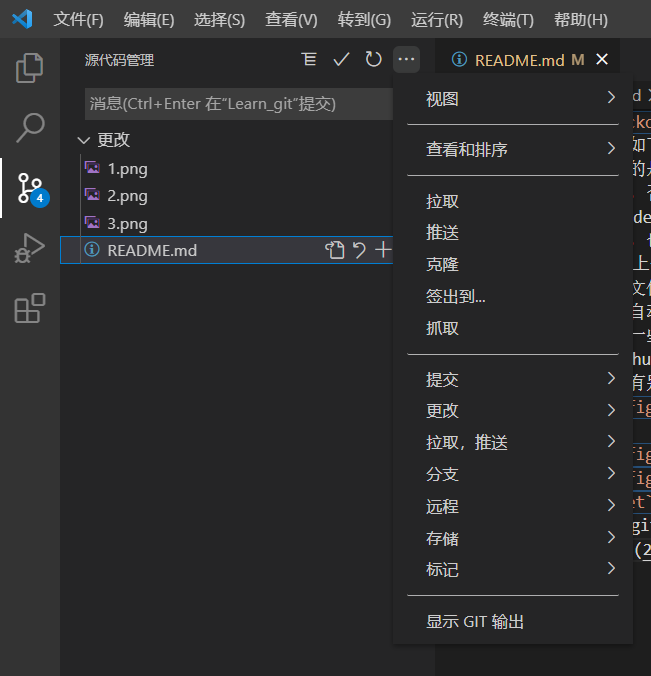 文件(F) 编辑(E) 选择(S) 查看(V) 转到(G) 运行(R) 终端(T) 帮助(H)
源代码管理
README.md M
消息(Ctrl+Enter 在"Learn_git"提交)
更改
1.png
2.png
3.png
README.md
4
视图
查看和排序
拉取
推送
克隆
签出到...
抓取
提交
更改
拉取，推送
分支
远程
存储
标记
显示 GIT 输出